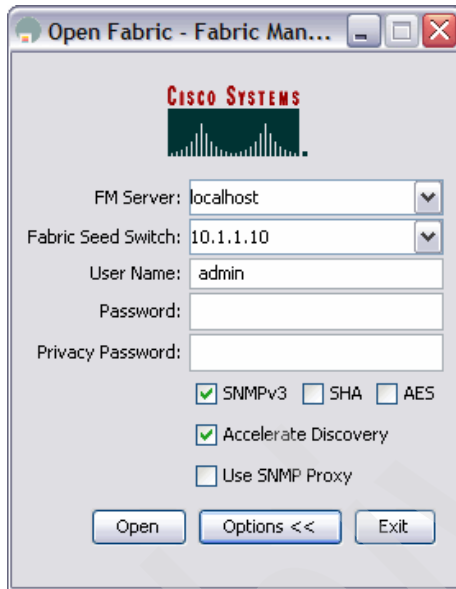 Open Fabric - Fabric Man...
CISCO SYSTEMS
FM Server: localhost
Fabric Seed Switch: 10.1.1.10
User Name: admin
Password:
Privacy Password:
SNMPv3 SHA AES
Accelerate Discovery
Use SNMP Proxy
Open Options << Exit